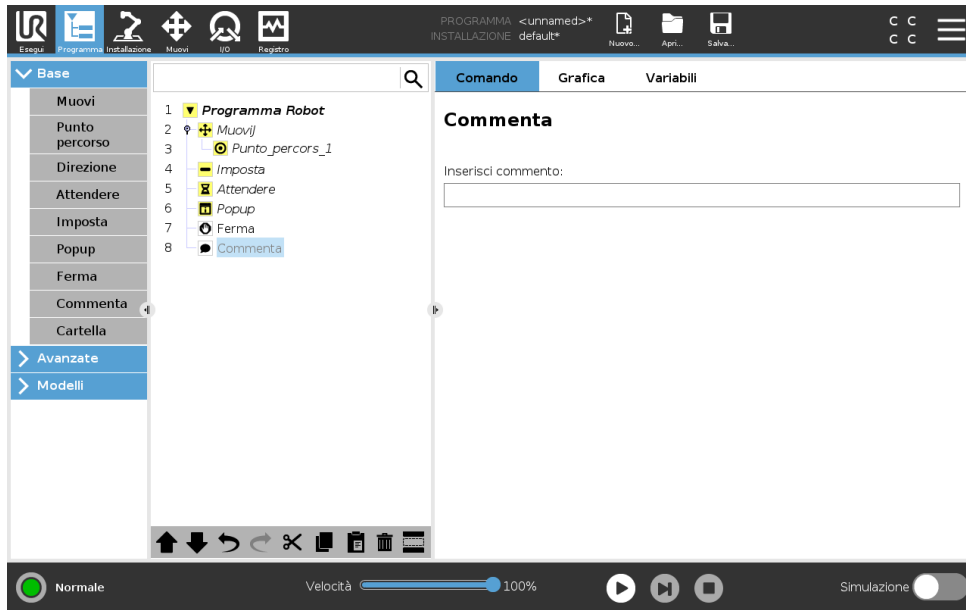 PROGRAMMA <unnamed>*
INSTALLAZIONE default*
Esegui Programma Installazione Muovi I/O Registro Nuovo... Apri... Salva...
C C
C C
Base
Muovi
Punto
percorso
Direzione
Attendere
Imposta
Popup
Ferma
Commenta
Cartella
Avanzate
Modelli
1 Programma Robot
2 MuoviJ
3 Punto_percors_1
4 Imposta
5 Attendere
6 Popup
7 Ferma
8 Commenta
Comando Grafica Variabili
Commenta
Inserisci commento:
Normale Velocità 100% Simulazione